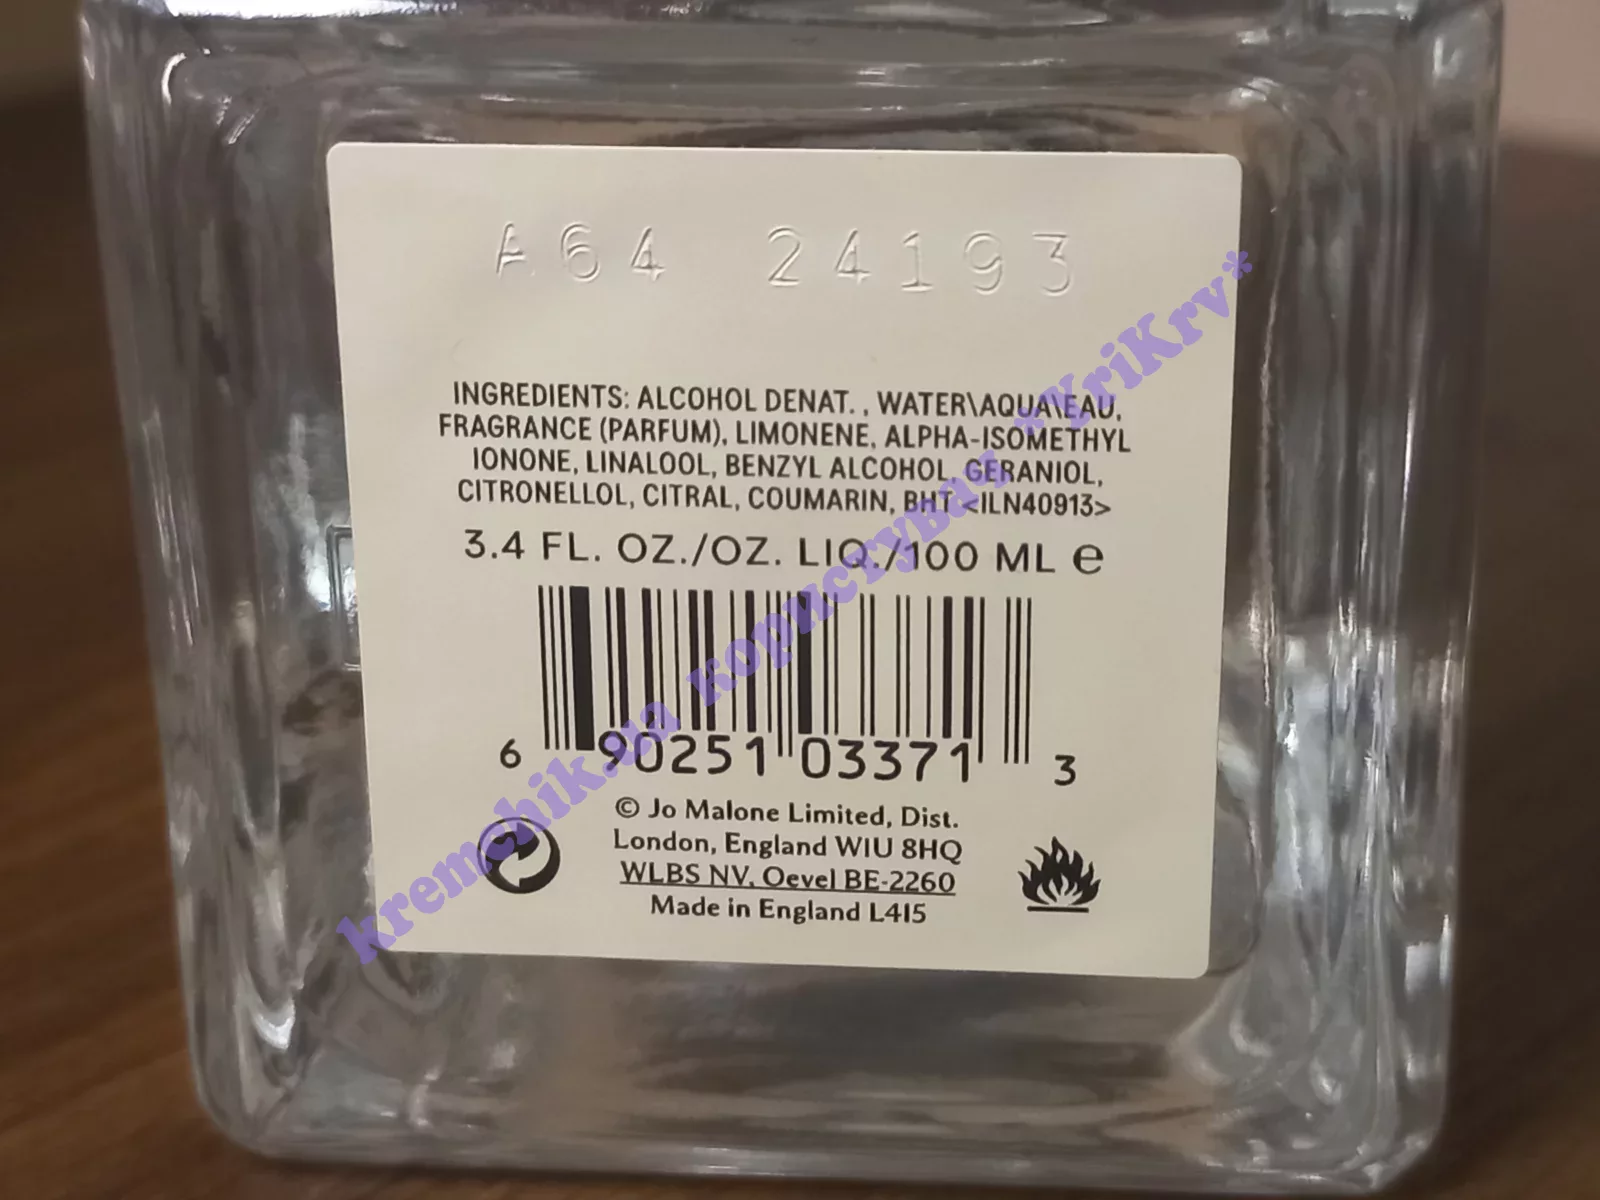 A64 24193
INGREDIENTS: ALCOHOL DENAT. , WATER\AQUA\EAU,
FRAGRANCE (PARFUM), LIMONENE, ALPHA-ISOMETHYL
IONONE, LINALOOL, BENZYL ALCOHOL, GERANIOL,
CITRONELLOL, CITRAL, COUMARIN, BHT <ILN40913>
3.4 FL. OZ./OZ. LIQ./100 ML e
6 90251 03371 3
© Jo Malone Limited, Dist.
London, England W1U 8HQ
WLBS NV, Oevel BE-2260
Made in England L415
kremchik.ua користувач *YriKrv*